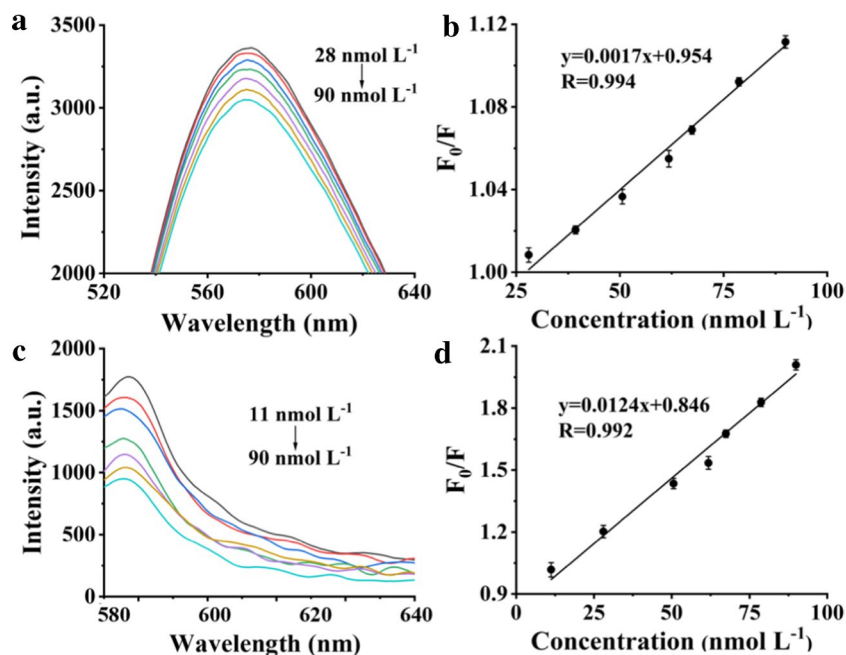 a
3500
3000
2500
2000
Intensity (a.u.)
28 nmol L⁻¹
90 nmol L⁻¹
520
560
600
640
Wavelength (nm)
b
1.12
1.08
1.04
1.00
F₀/F
y=0.0017x+0.954
R=0.994
25
50
75
100
Concentration (nmol L⁻¹)
c
2000
1500
1000
500
0
Intensity (a.u.)
11 nmol L⁻¹
90 nmol L⁻¹
580
600
620
640
Wavelength (nm)
d
2.1
1.8
1.5
1.2
0.9
F₀/F
y=0.0124x+0.846
R=0.992
0
25
50
75
100
Concentration (nmol L⁻¹)